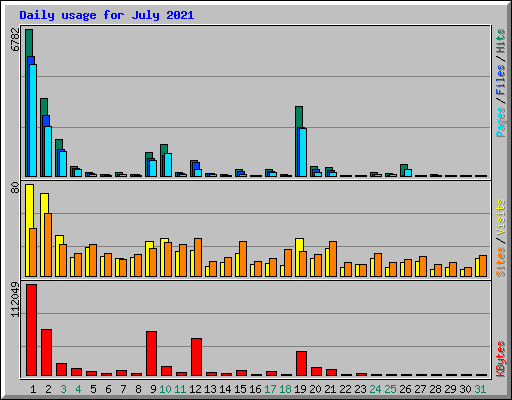 Daily usage for July 2021
6782
Pages / Files / Hits
80
Sites / Visits
112049
KBytes
1 2 3 4 5 6 7 8 9 10 11 12 13 14 15 16 17 18 19 20 21 22 23 24 25 26 27 28 29 30 31